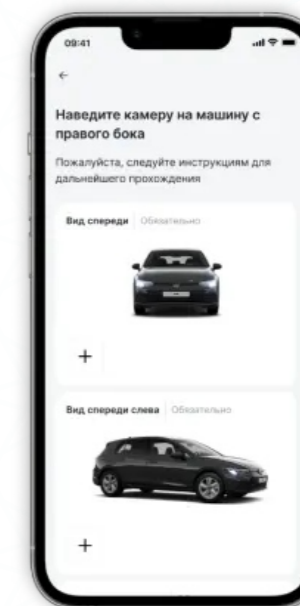 09:41
←
Наведите камеру на машину с
правого бока
Пожалуйста, следуйте инструкциям для
дальнейшего прохождения
Вид спереди | Обязательно
+
Вид спереди слева | Обязательно
+